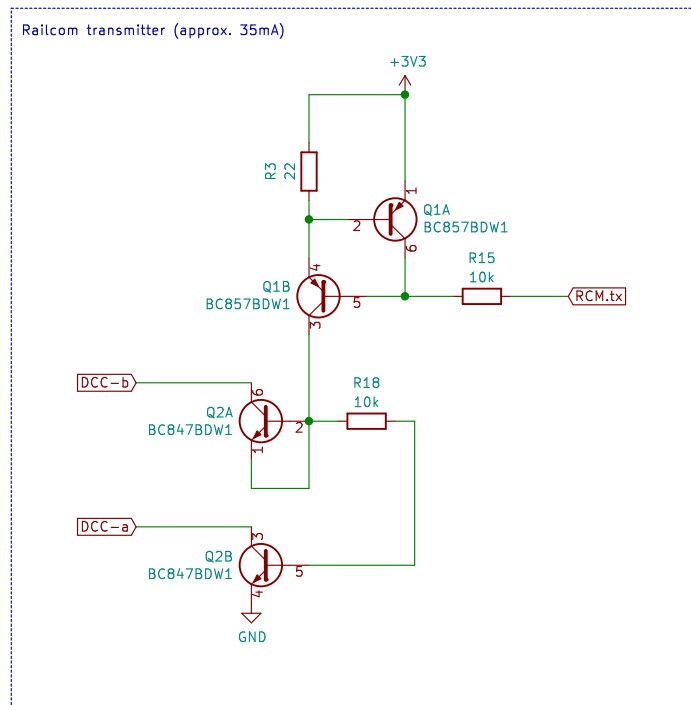 Railcom transmitter (approx. 35mA)
+3V3
R3
22
1
Q1A
BC857BDW1
2
6
4
R15
10k
Q1B
BC857BDW1
5
RCM.tx
3
DCC-b
R18
10k
6
Q2A
BC847BDW1
2
1
DCC-a
3
Q2B
BC847BDW1
5
4
GND